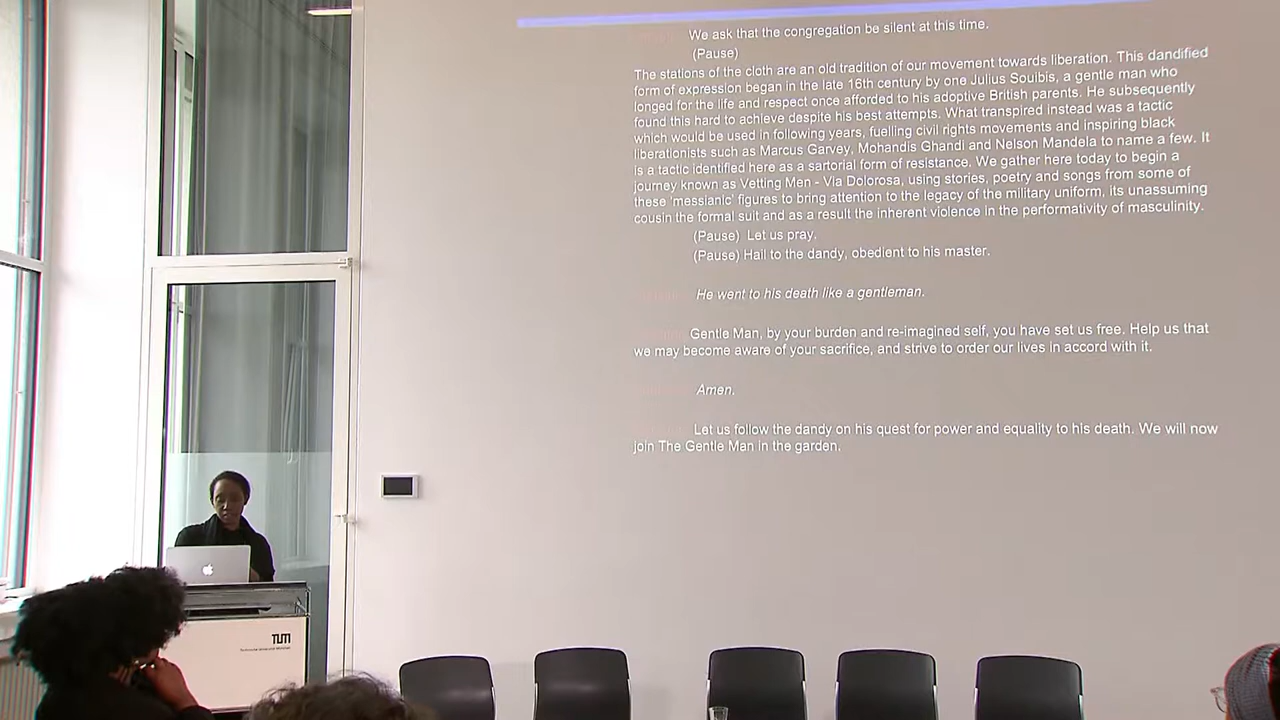 We ask that the congregation be silent at this time.
(Pause)
The stations of the cloth are an old tradition of our movement towards liberation. This dandified
form of expression began in the late 16th century by one Julius Soulbis, a gentle man who
longed for the life and respect once afforded to his adoptive British parents. He subsequently
found this hard to achieve despite his best attempts. What transpired instead was a tactic
which would be used in following years, fuelling civil rights movements and inspiring black
liberationists such as Marcus Garvey, Mohandis Ghandi and Nelson Mandela to name a few. It
is a tactic identified here as a sartorial form of resistance. We gather here today to begin a
journey known as Vetting Men - Via Dolorosa, using stories, poetry and songs from some of
these 'messianic' figures to bring attention to the legacy of the military uniform, its unassuming
cousin the formal suit and as a result the inherent violence in the performativity of masculinity.
(Pause) Let us pray.
(Pause) Hail to the dandy, obedient to his master.
He went to his death like a gentleman.
Gentle Man, by your burden and re-imagined self, you have set us free. Help us that
we may become aware of your sacrifice, and strive to order our lives in accord with it.
Amen.
Let us follow the dandy on his quest for power and equality to his death. We will now
join The Gentle Man in the garden.
TUM